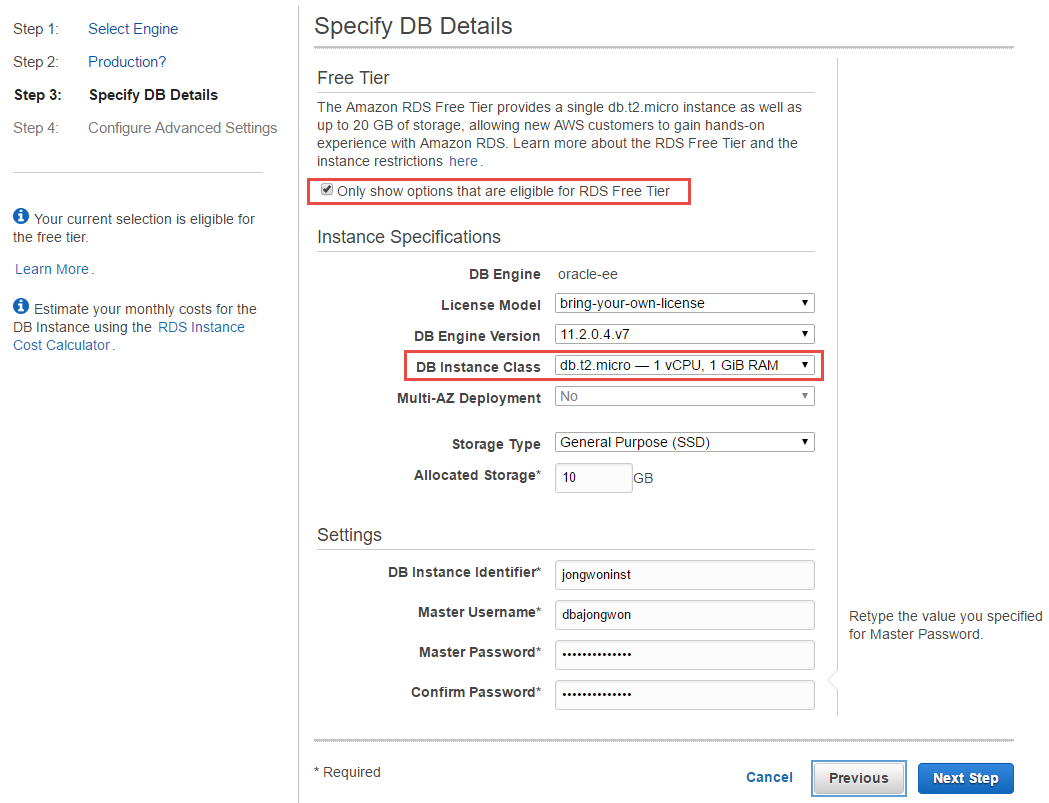 Step 1: Select Engine
Step 2: Production?
Step 3: Specify DB Details
Step 4: Configure Advanced Settings
Your current selection is eligible for
the free tier.
Learn More .
Estimate your monthly costs for the
DB Instance using the RDS Instance
Cost Calculator .
Specify DB Details
Free Tier
The Amazon RDS Free Tier provides a single db.t2.micro instance as well as
up to 20 GB of storage, allowing new AWS customers to gain hands-on
experience with Amazon RDS. Learn more about the RDS Free Tier and the
instance restrictions here .
Only show options that are eligible for RDS Free Tier
Instance Specifications
DB Engine oracle-ee
License Model bring-your-own-license
DB Engine Version 11.2.0.4.v7
DB Instance Class db.t2.micro — 1 vCPU, 1 GiB RAM
Multi-AZ Deployment No
Storage Type General Purpose (SSD)
Allocated Storage* 10 GB
Settings
DB Instance Identifier* jongwoninst
Master Username* dbajongwon
Master Password* ••••••••••••••
Confirm Password* ••••••••••••••
Retype the value you specified
for Master Password.
* Required
Cancel Previous Next Step